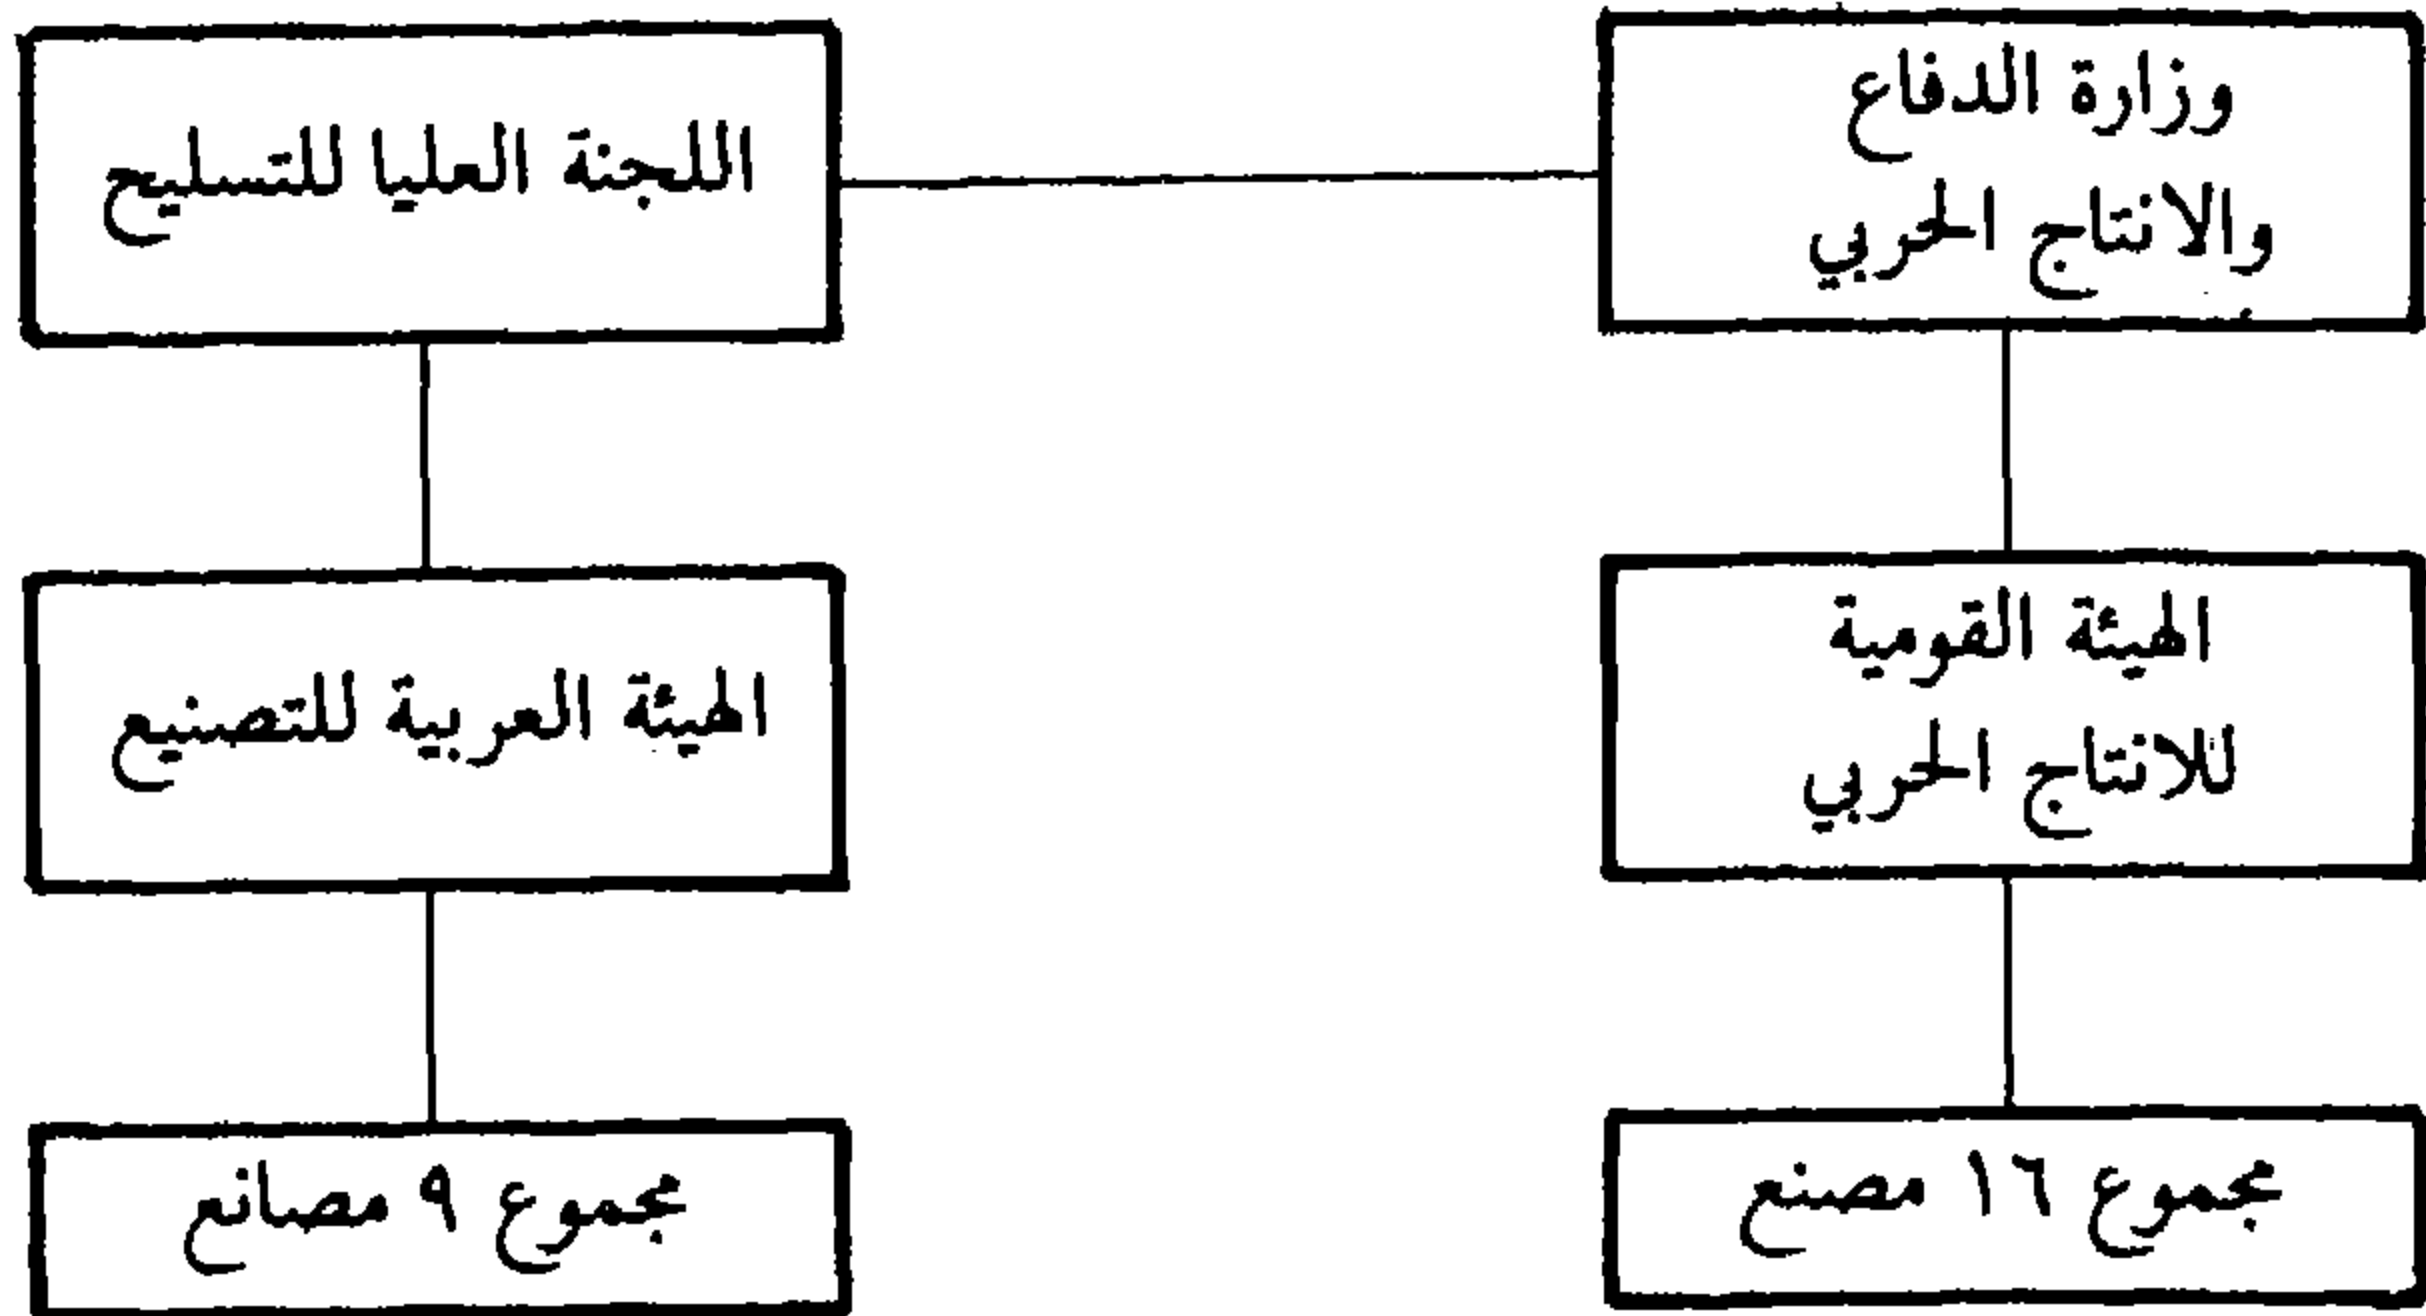 وزارة الدفاع
والانتاج الحربي
اللجنة العليا للتسليح
الهيئة القومية
للانتاج الحربي
الهيئة العربية للتصنيع
مجموع ١٦ مصنع
مجموع ٩ مصانع